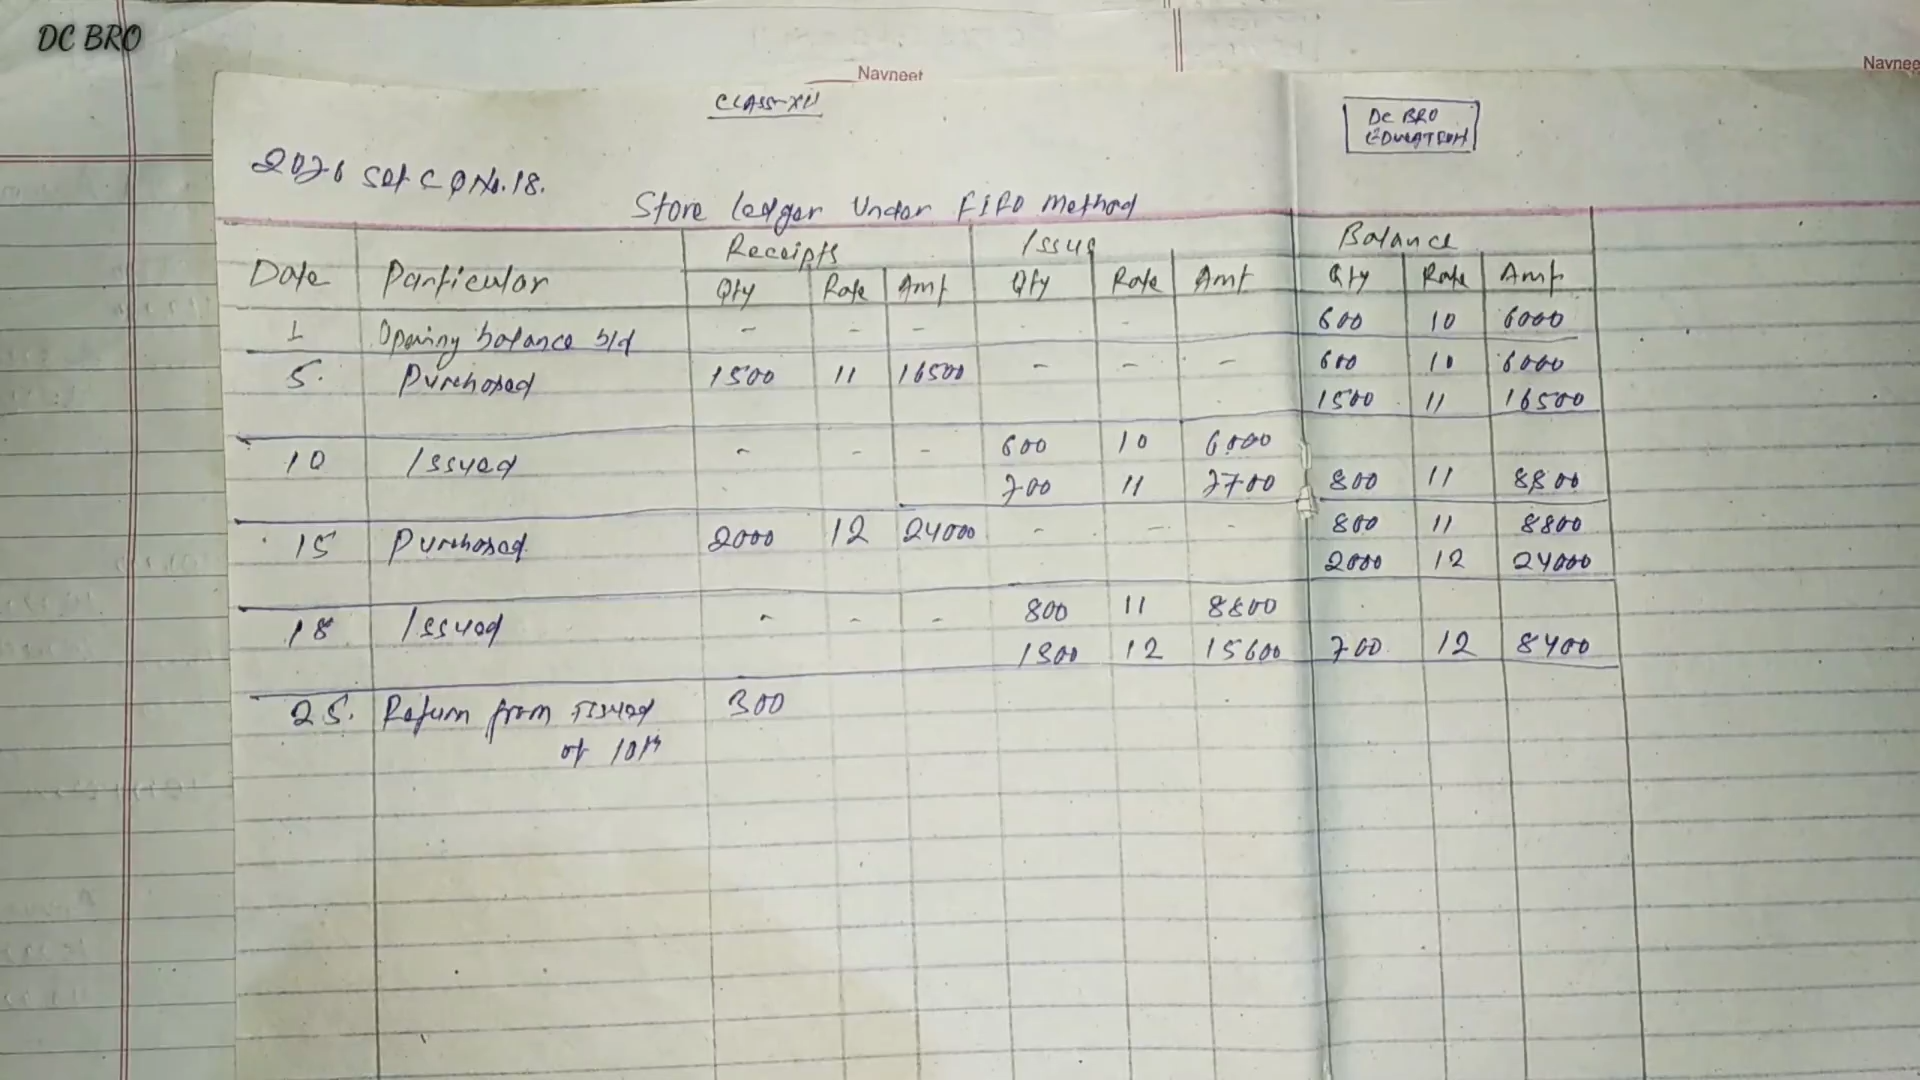 DC BRO
Navneet
Navnee
CLASS-XII
DC BRO
EDUCATION
2076 Set C Q No. 18.
Store ledger Under FIFO Method
Receipts Issue Balance
Date Particular Qty Rate Amt Qty Rate Amt Qty Rate Amt
1 Opening balance b/d - - - - 600 10 6000
5. Purchased 1500 11 16500 - - - 600 10 6000
1500 11 16500
10 Issued - - - 600 10 6000
700 11 7700 800 11 8800
15 Purchased 2000 12 24000 - - - 800 11 8800
2000 12 24000
18 Issued - - - 800 11 8800
1300 12 15600 700 12 8400
25. Return from Issued 300
of 10th